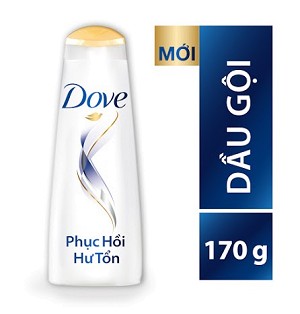 Dove
Phục Hồi
Hư Tổn
MỚI
DẦU GỘI
170 g